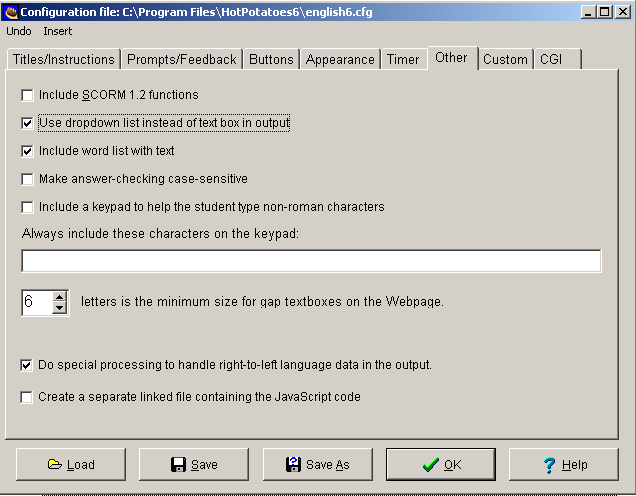 Configuration file: C:\Program Files\HotPotatoes6\english6.cfg
Undo Insert
Titles/Instructions Prompts/Feedback Buttons Appearance Timer Other Custom CGI
Include SCORM 1.2 functions
Use dropdown list instead of text box in output
Include word list with text
Make answer-checking case-sensitive
Include a keypad to help the student type non-roman characters
Always include these characters on the keypad:
6 letters is the minimum size for gap textboxes on the Webpage.
Do special processing to handle right-to-left language data in the output.
Create a separate linked file containing the JavaScript code
Load Save Save As OK Help